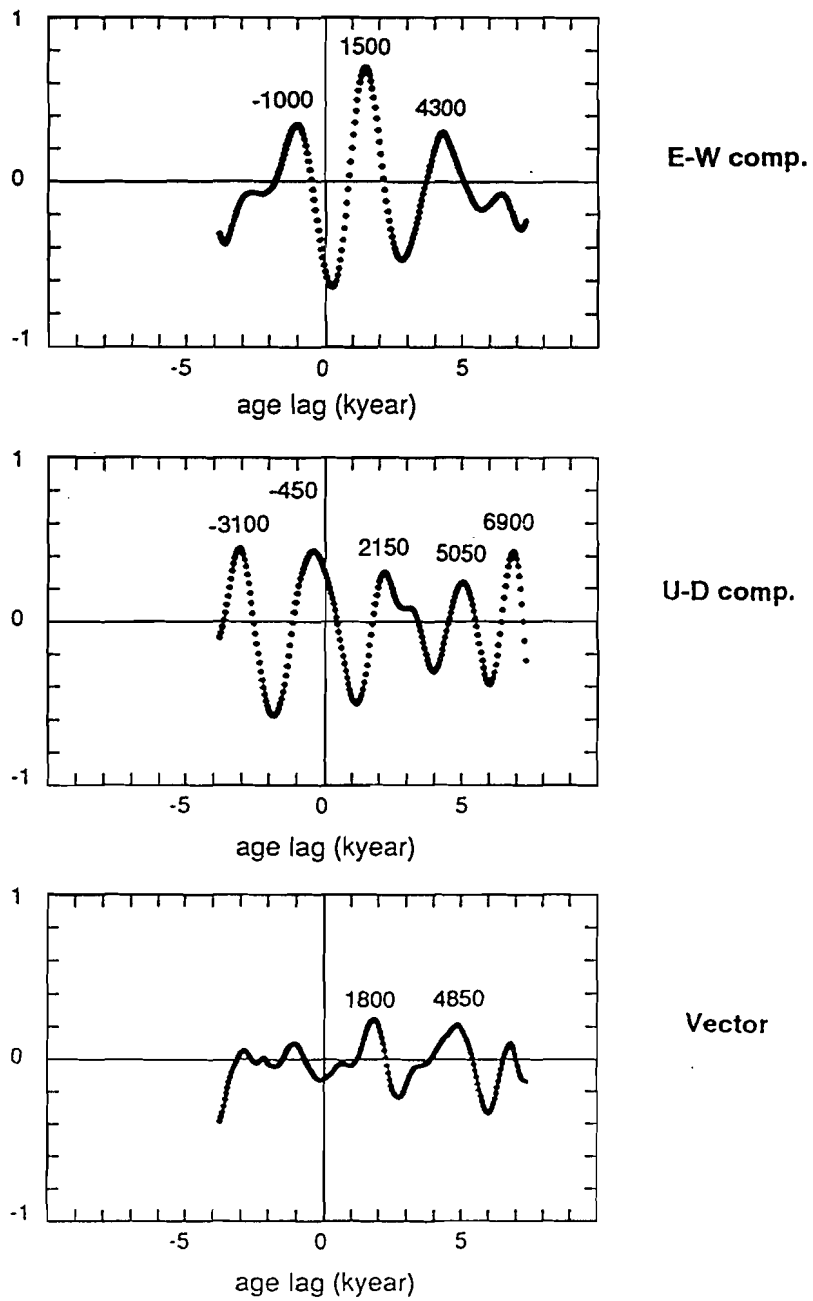 1
1500
-1000
4300
E-W comp.
0
-1
-5 0 5
age lag (kyear)
1
-450
-3100
6900
2150
5050
U-D comp.
0
-1
-5 0 5
age lag (kyear)
1
1800
4850
Vector
0
-1
-5 0 5
age lag (kyear)